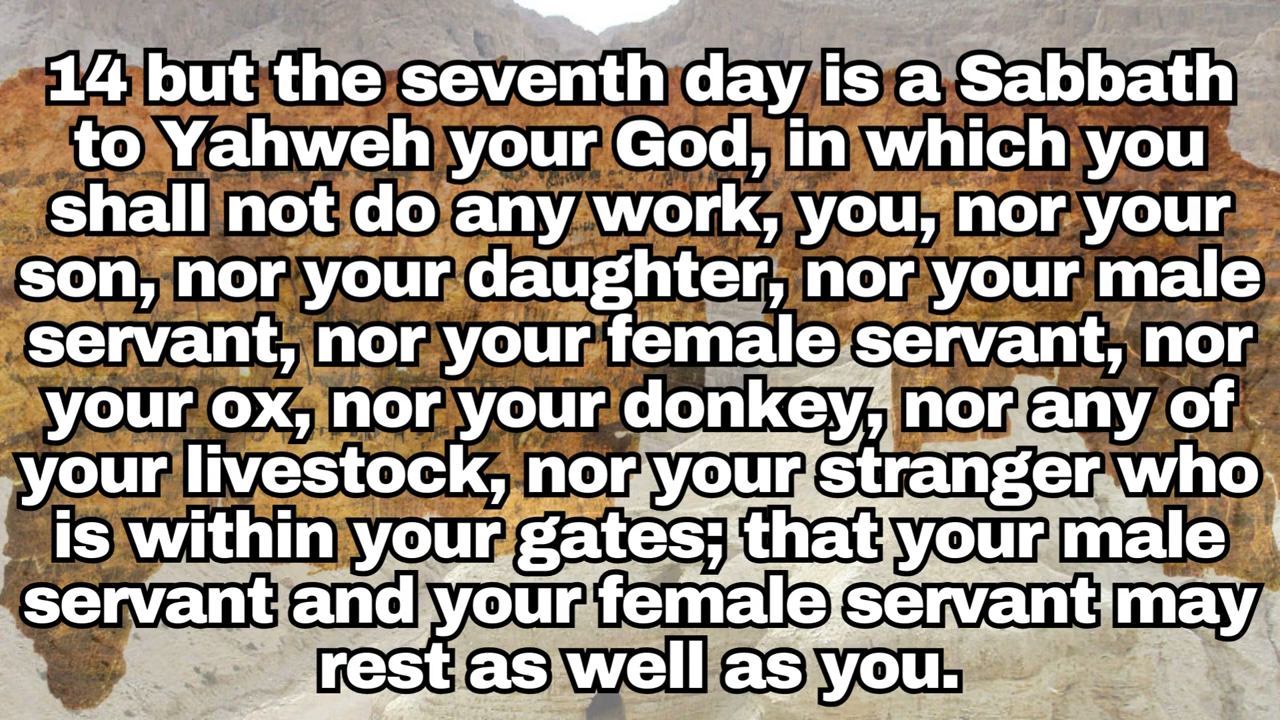 14 but the seventh day is a Sabbath
to Yahweh your God, in which you
shall not do any work, you, nor your
son, nor your daughter, nor your male
servant, nor your female servant, nor
your ox, nor your donkey, nor any of
your livestock, nor your stranger who
is within your gates; that your male
servant and your female servant may
rest as well as you.